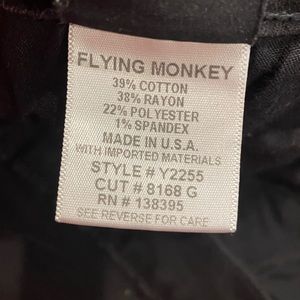 FLYING MONKEY
39% COTTON
38% RAYON
22% POLYESTER
1% SPANDEX
MADE IN U.S.A.
WITH IMPORTED MATERIALS
STYLE # Y2255
CUT # 8168 G
RN # 138395
SEE REVERSE FOR CARE